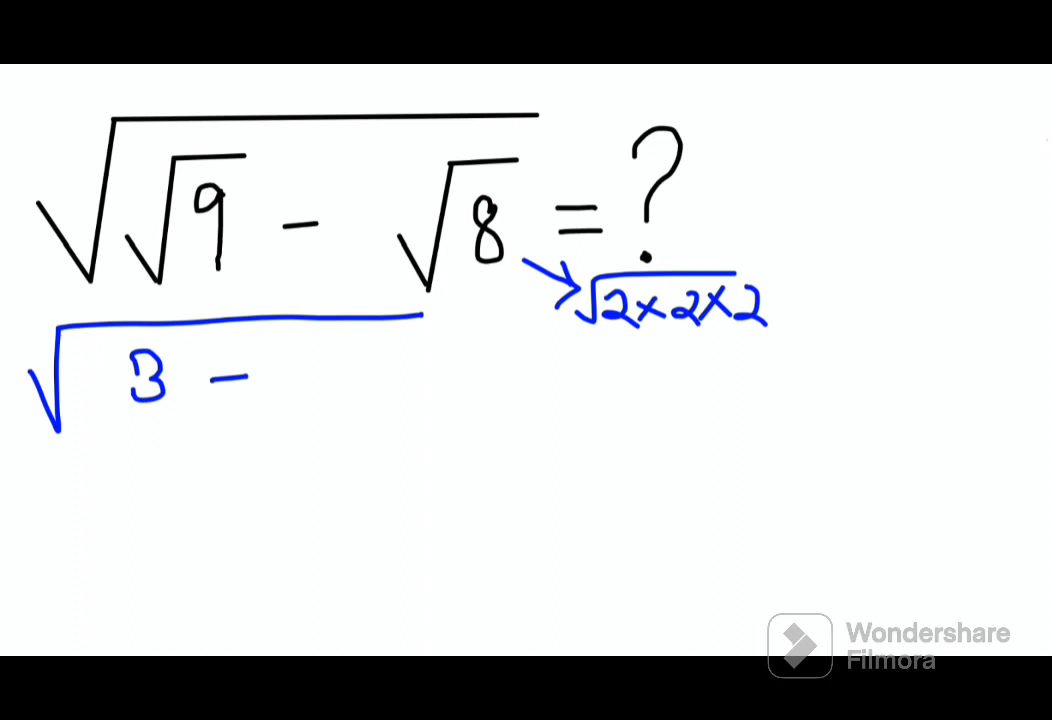 √(√9 - √8) = ?
√2×2×2
√3 -
Wondershare
Filmora